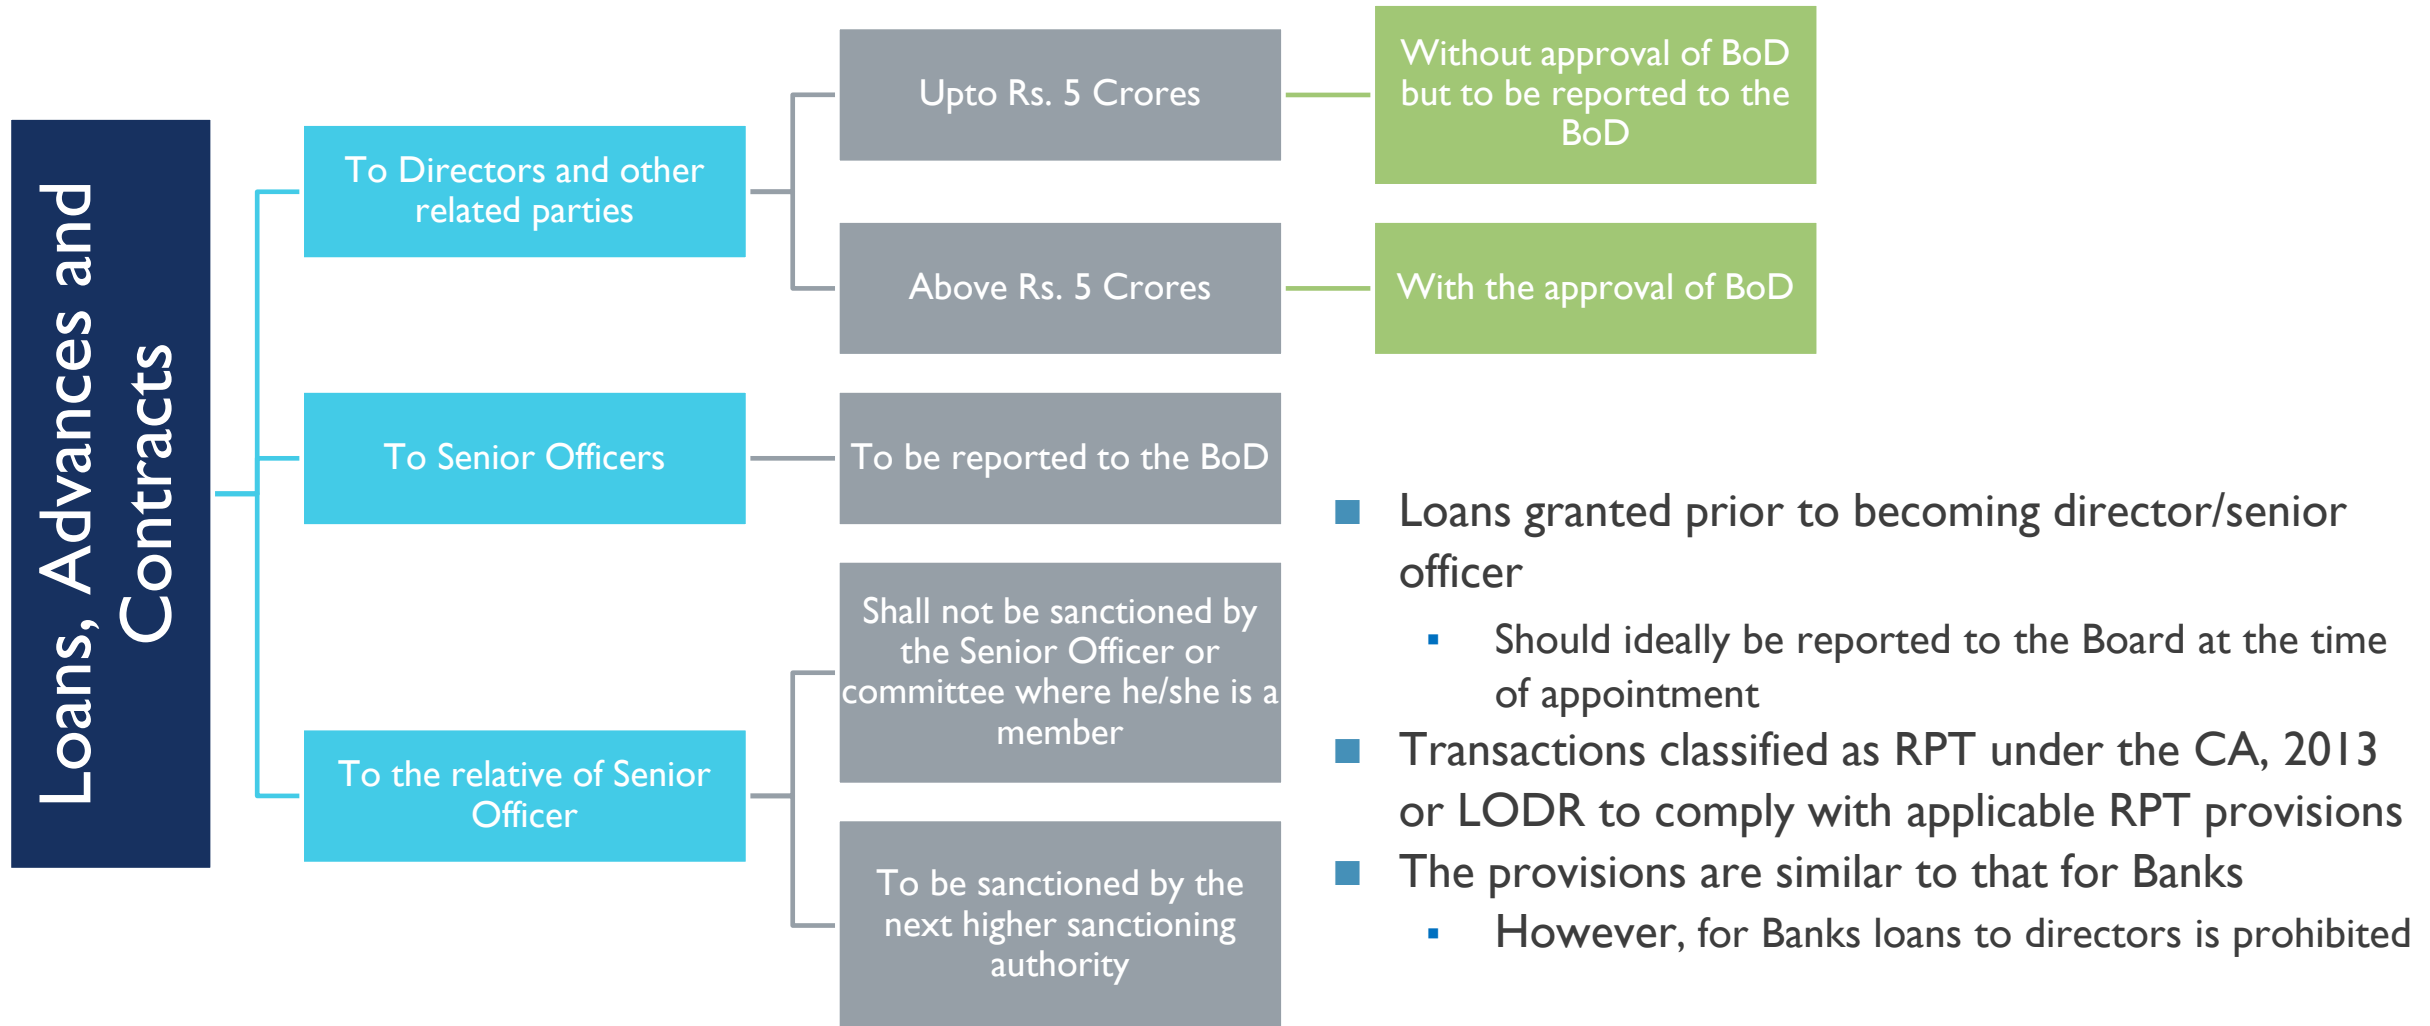 Loans, Advances and
Contracts
To Directors and other
related parties
Upto Rs. 5 Crores
Without approval of BoD
but to be reported to the
BoD
Above Rs. 5 Crores
With the approval of BoD
To Senior Officers
To be reported to the BoD
To the relative of Senior
Officer
Shall not be sanctioned by
the Senior Officer or
committee where he/she is a
member
To be sanctioned by the
next higher sanctioning
authority
Loans granted prior to becoming director/senior
officer
Should ideally be reported to the Board at the time
of appointment
Transactions classified as RPT under the CA, 2013
or LODR to comply with applicable RPT provisions
The provisions are similar to that for Banks
However, for Banks loans to directors is prohibited